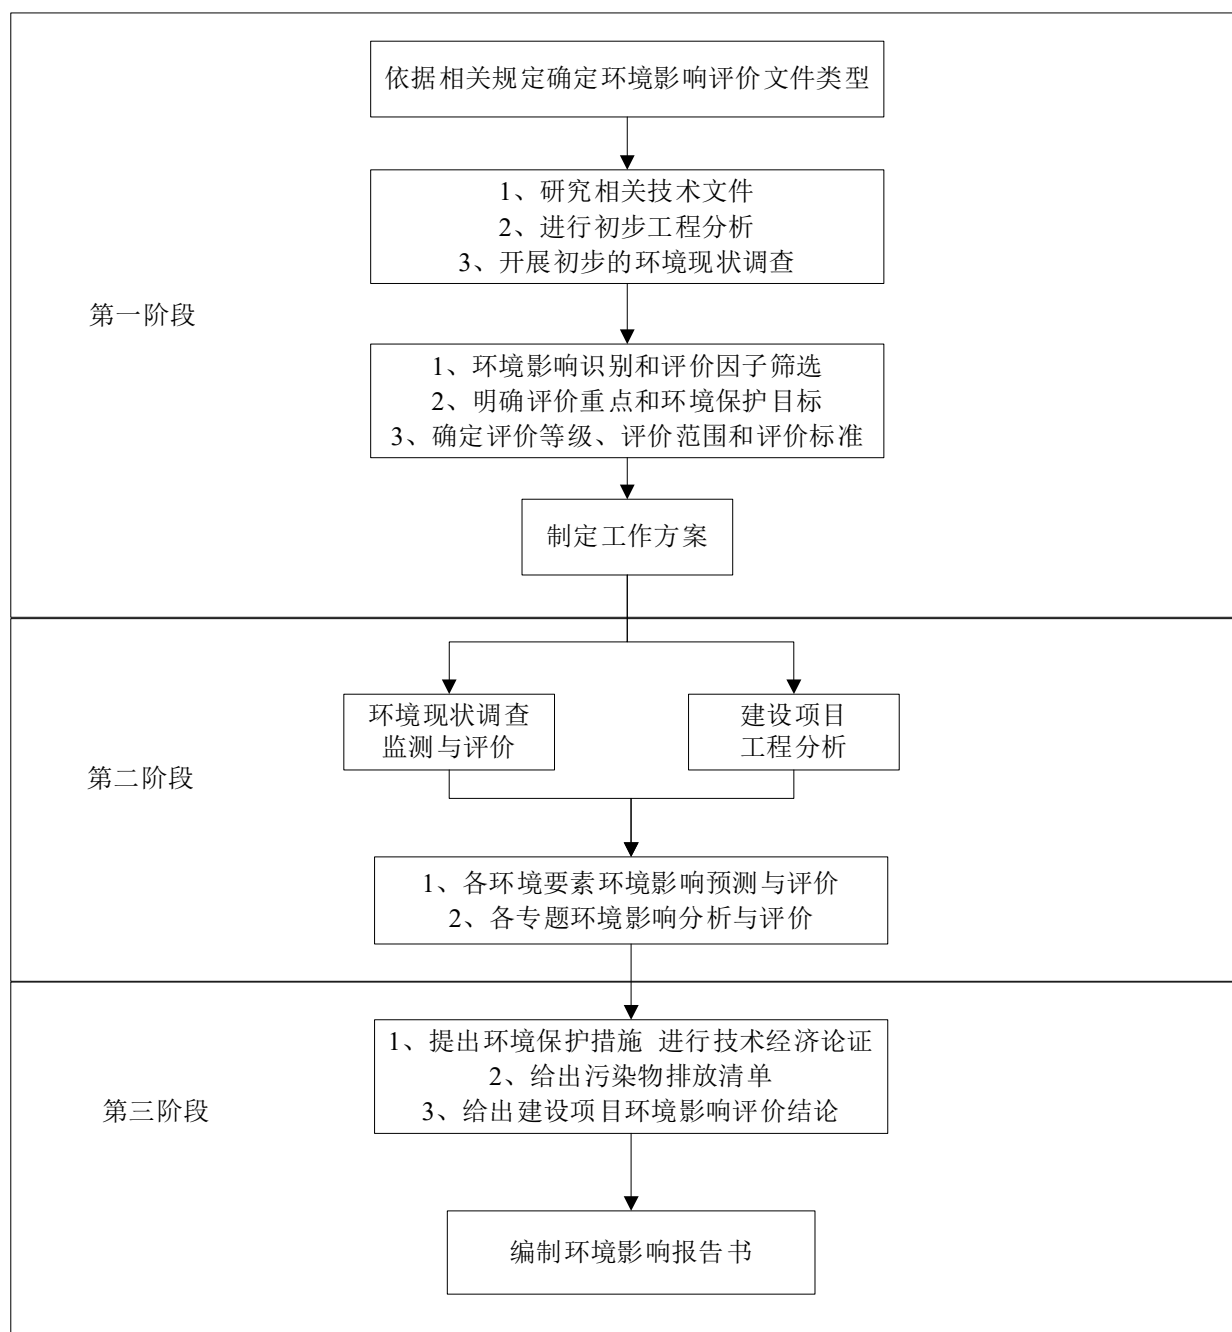 依据相关规定确定环境影响评价文件类型
1、研究相关技术文件
2、进行初步工程分析
3、开展初步的环境现状调查
第一阶段
1、环境影响识别和评价因子筛选
2、明确评价重点和环境保护目标
3、确定评价等级、评价范围和评价标准
制定工作方案
环境现状调查
监测与评价
建设项目
工程分析
第二阶段
1、各环境要素环境影响预测与评价
2、各专题环境影响分析与评价
1、提出环境保护措施 进行技术经济论证
2、给出污染物排放清单
3、给出建设项目环境影响评价结论
第三阶段
编制环境影响报告书